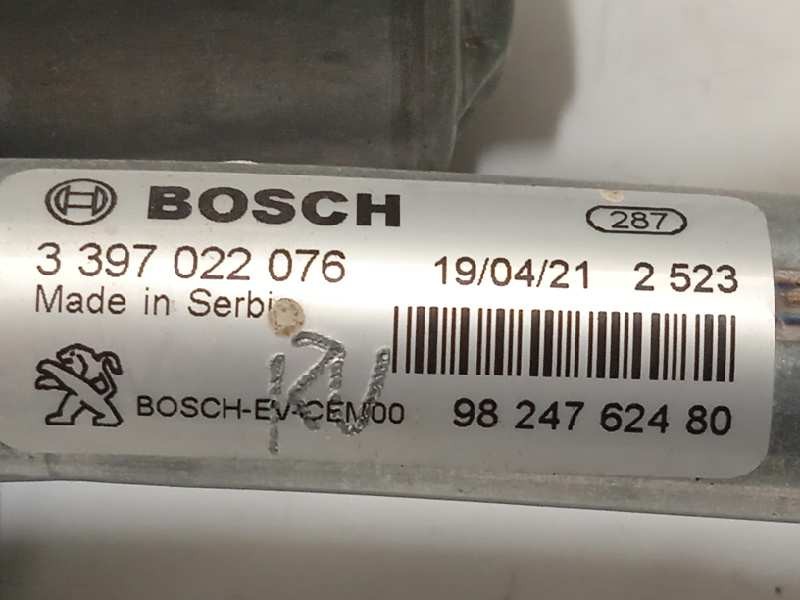 BOSCH 287
3 397 022 076 19/04/21 2 523
Made in Serbi
BOSCH-EV-CEM00 98 247 624 80